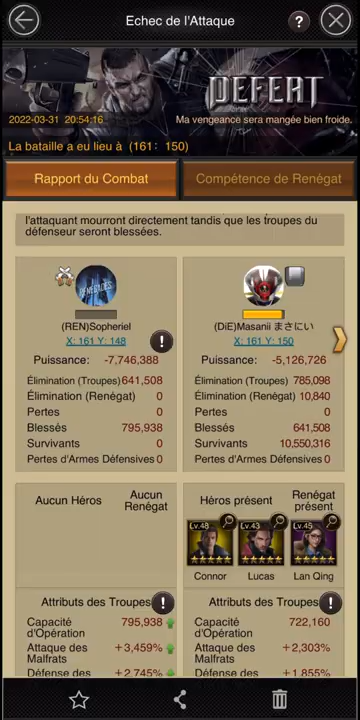 Echec de l'Attaque
?
DEFEAT
2022-03-31 20:54:16
Ma vengeance sera mangée bien froide.
La bataille a eu lieu à (161: 150)
Rapport du Combat
Compétence de Renégat
l'attaquant mourront directement tandis que les troupes du
défenseur seront blessées.
RENEGADES
(REN)Sopheriel
X: 161 Y: 148
!
Puissance: -7,746,388
Élimination (Troupes) 641,508
Élimination (Renégat) 0
Pertes 0
Blessés 795,938
Survivants 0
Pertes d'Armes Défensives 0
(DiE)Masanii まさにい
X: 161 Y: 150
Puissance: -5,126,726
Élimination (Troupes) 785,098
Élimination (Renégat) 10,840
Pertes 0
Blessés 641,508
Survivants 10,550,316
Pertes d'Armes Défensives 0
Aucun Héros
Aucun
Renégat
Héros présent
Renégat
présent
Lv.48
Lv.43
Lv.45
Connor
Lucas
Lan Qing
Attributs des Troupes
!
Capacité
d'Opération
795,938
Attaque des
Malfrats
+3,459%
Défense des
+2,745%
Attributs des Troupes
!
Capacité
d'Opération
722,160
Attaque des
Malfrats
+2,303%
Défense des
+1,855%